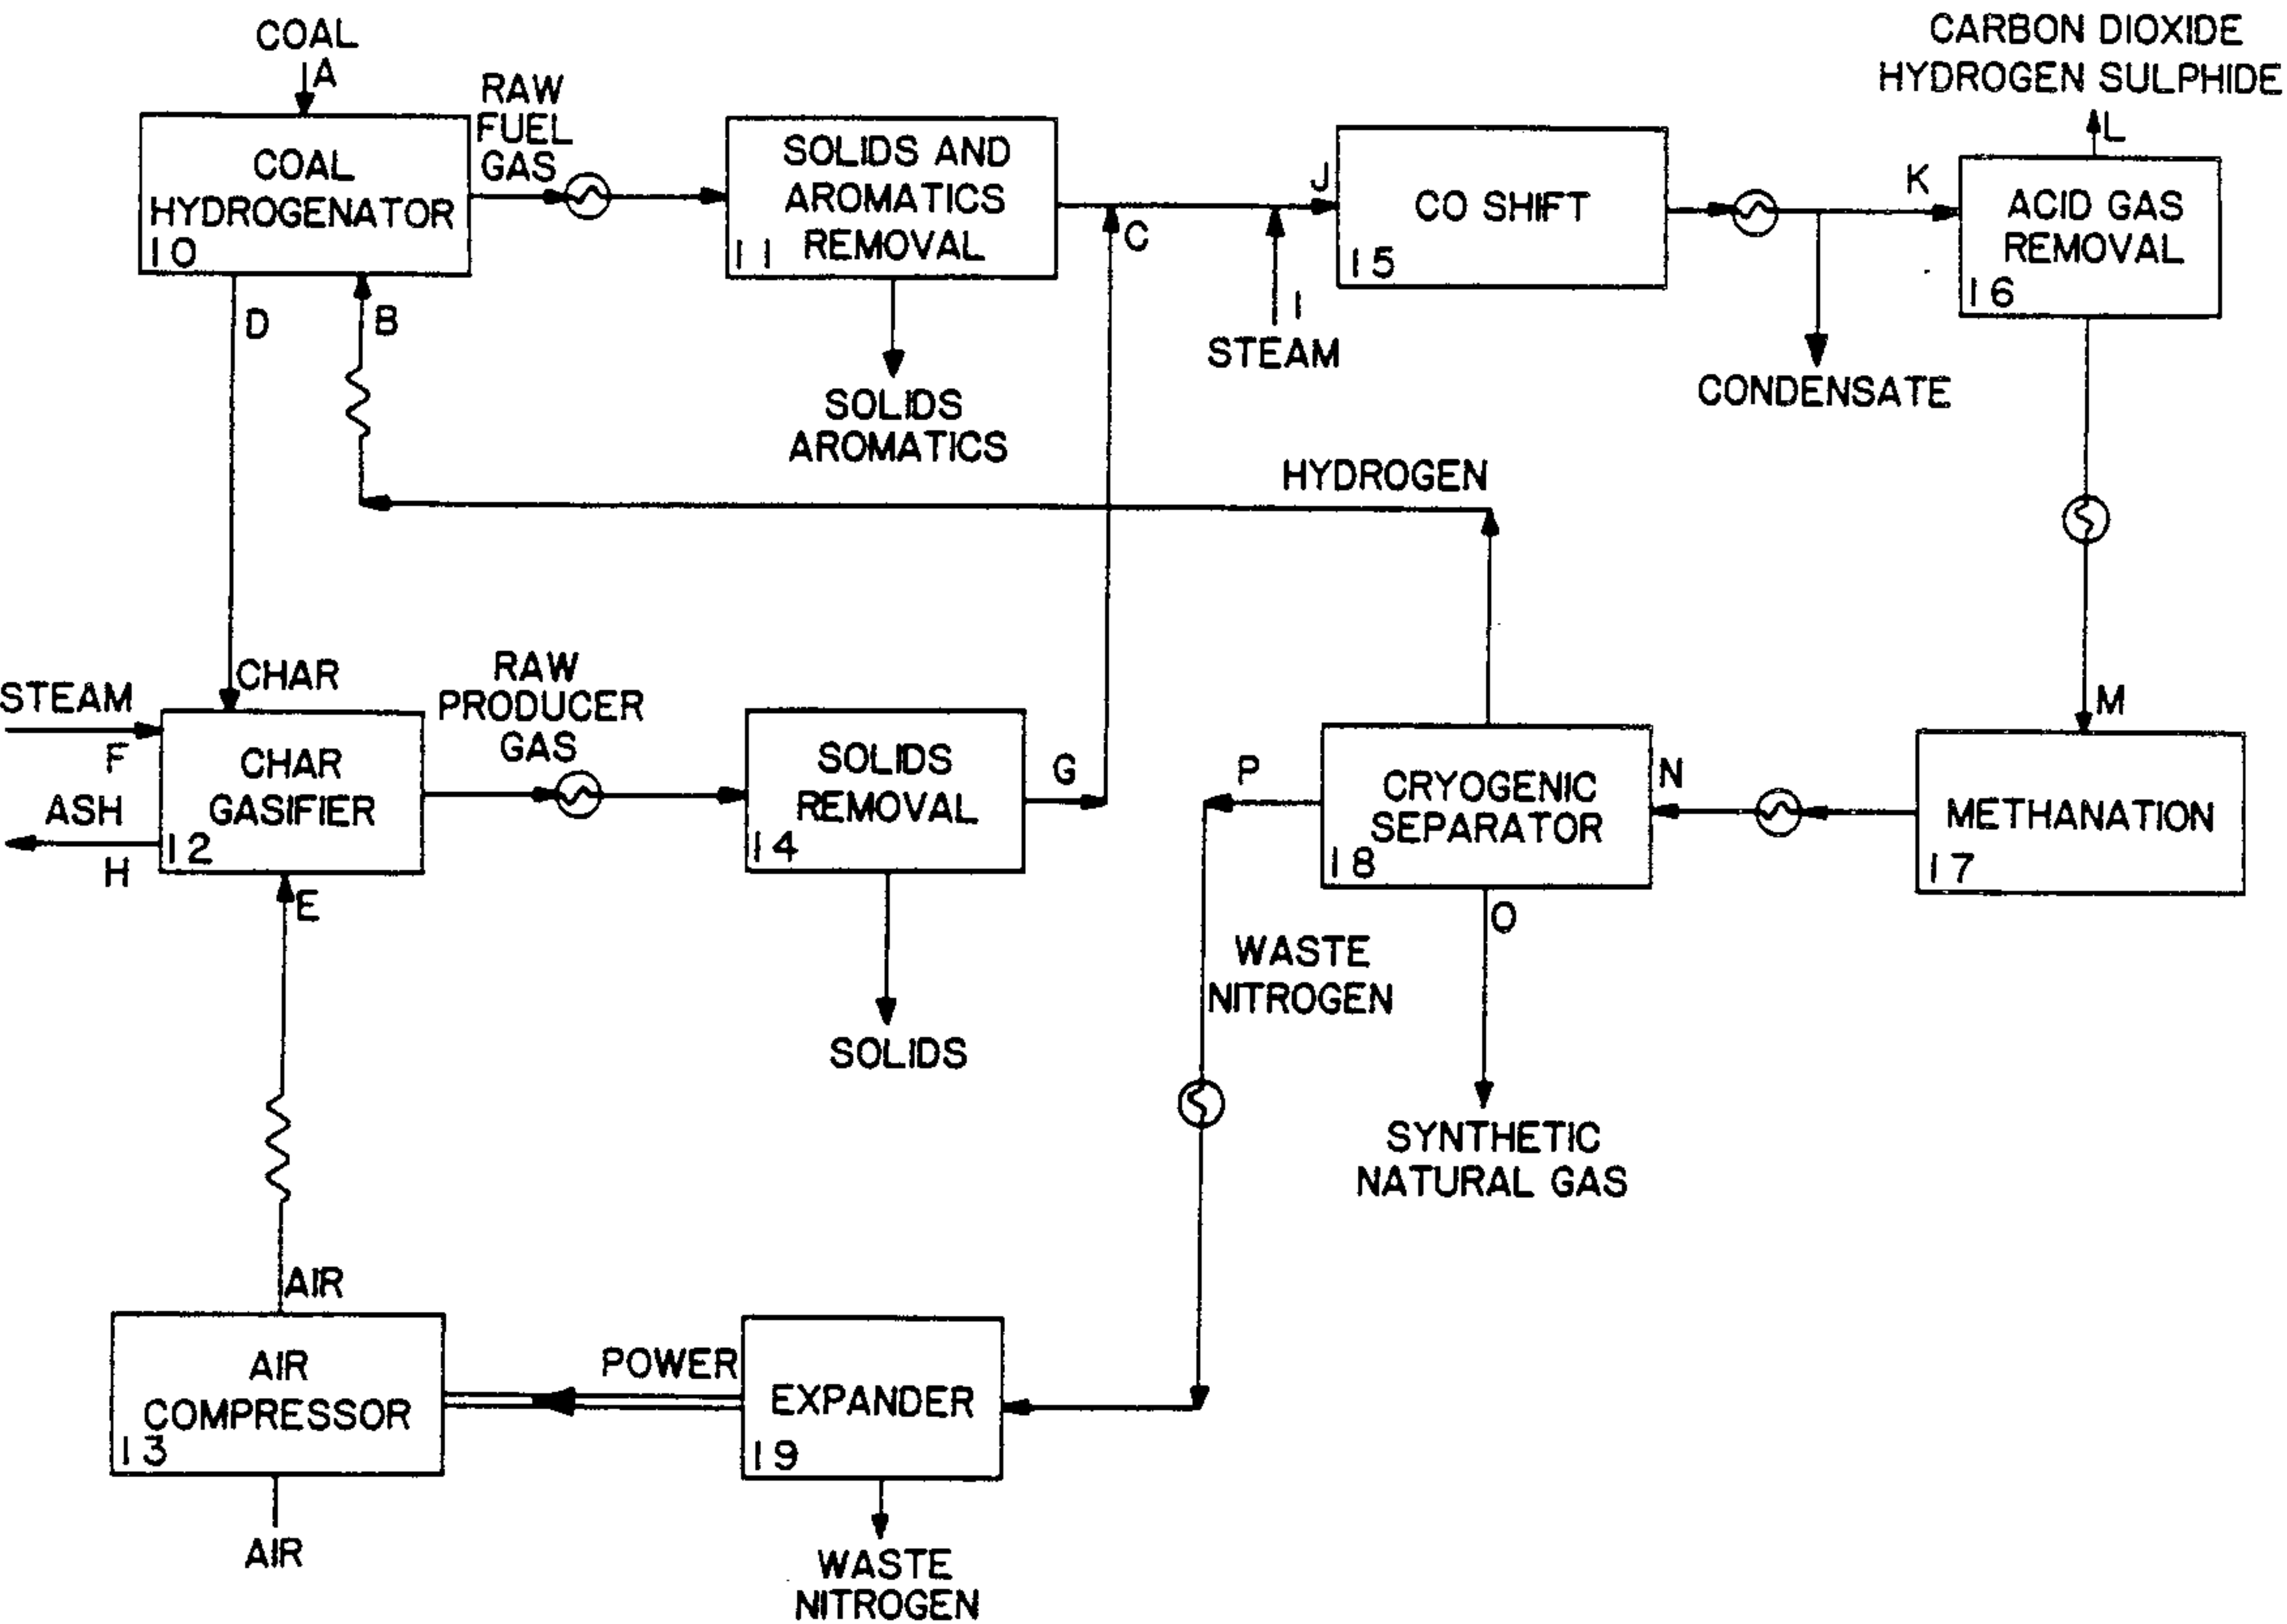 COAL
A
COAL
HYDROGENATOR
10
RAW
FUEL
GAS
SOLIDS AND
AROMATICS
REMOVAL
11
SOLIDS
AROMATICS
C
J
I
STEAM
CO SHIFT
15
CONDENSATE
K
CARBON DIOXIDE
HYDROGEN SULPHIDE
L
ACID GAS
REMOVAL
16
D
B
HYDROGEN
CHAR
STEAM
F
ASH
H
CHAR
GASIFIER
12
E
RAW
PRODUCER
GAS
SOLIDS
REMOVAL
14
G
SOLIDS
P
CRYOGENIC
SEPARATOR
18
N
M
METHANATION
17
O
WASTE
NITROGEN
SYNTHETIC
NATURAL GAS
AIR
AIR
COMPRESSOR
13
AIR
POWER
EXPANDER
19
WASTE
NITROGEN